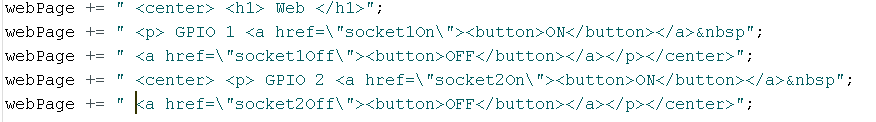 webPage += " <center> <h1> Web </h1>";
webPage += " <p> GPIO 1 <a href=\"socket1On\"><button>ON</button></a>&nbsp";
webPage += " <a href=\"socket1Off\"><button>OFF</button></a></p></center>";
webPage += " <center> <p> GPIO 2 <a href=\"socket2On\"><button>ON</button></a>&nbsp";
webPage += " <a href=\"socket2Off\"><button>OFF</button></a></p></center>";